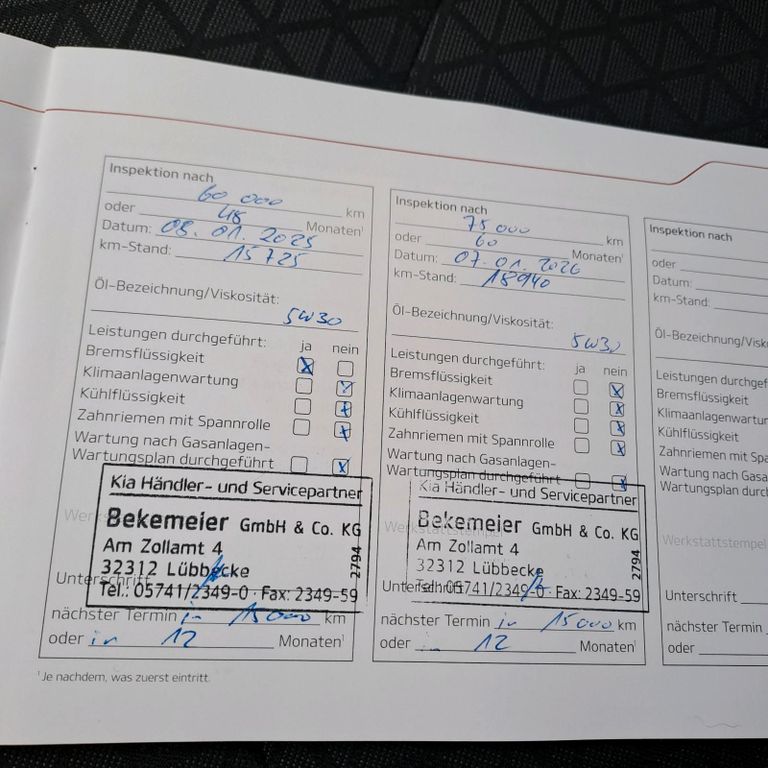 Inspektion nach
60 000 km
oder 48 Monaten¹
Datum: 08. 01. 2025
km-Stand: 15725
Öl-Bezeichnung/Viskosität:
5W30
Leistungen durchgeführt: ja nein
Bremsflüssigkeit
Klimaanlagenwartung
Kühlflüssigkeit
Zahnriemen mit Spannrolle
Wartung nach Gasanlagen-
Wartungsplan durchgeführt
Kia Händler- und Servicepartner
Bekemeier GmbH & Co. KG
Am Zollamt 4
32312 Lübbecke
2794
Unterschrift
Tel.: 05741/2349-0 · Fax: 2349-59
nächster Termin in 15000 km
oder in 12 Monaten¹
¹ Je nachdem, was zuerst eintritt.
Inspektion nach
75 000 km
oder 60 Monaten¹
Datum: 07. 01. 2026
km-Stand: 18940
Öl-Bezeichnung/Viskosität:
5W30
Leistungen durchgeführt: ja nein
Bremsflüssigkeit
Klimaanlagenwartung
Kühlflüssigkeit
Zahnriemen mit Spannrolle
Wartung nach Gasanlagen-
Wartungsplan durchgeführt
Kia Händler- und Servicepartner
Werkstattstempel
Bekemeier GmbH & Co. KG
Am Zollamt 4
32312 Lübbecke
2794
Unterschrift
Tel.: 05741/2349-0 · Fax: 2349-59
nächster Termin in 15000 km
oder in 12 Monaten¹
Inspektion nach
oder
Datum:
km-Stand:
Öl-Bezeichnung/Visk
Leistungen durchgef
Bremsflüssigkeit
Klimaanlagenwartung
Kühlflüssigkeit
Zahnriemen mit Spa
Wartung nach Gasa
Wartungsplan durch
Werkstattstempel
Unterschrift
nächster Termin
oder